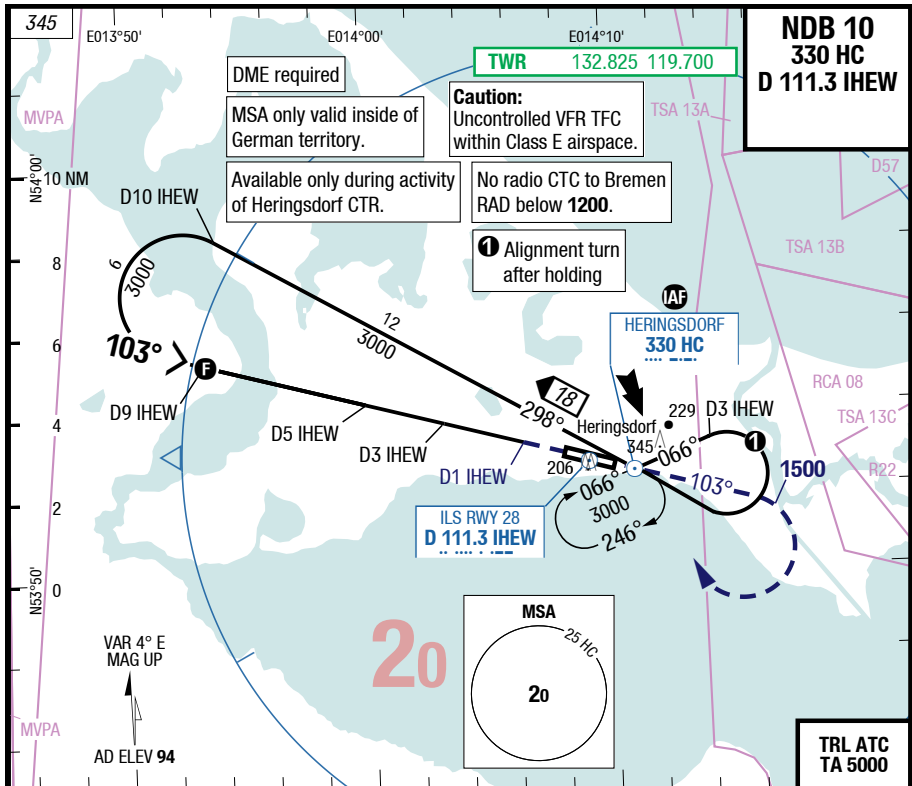 345
E013°50'
E014°00'
E014°10'
NDB 10
330 HC
D 111.3 IHEW
TWR 132.825 119.700
DME required
MSA only valid inside of
German territory.
Caution:
Uncontrolled VFR TFC
within Class E airspace.
Available only during activity
of Heringsdorf CTR.
No radio CTC to Bremen
RAD below 1200.
1 Alignment turn
after holding
MVPA
TSA 13A
D57
TSA 13B
RCA 08
TSA 13C
R22
N54°00'
10 NM
8
6
4
2
0
N53°50'
D10 IHEW
6
3000
12
3000
103°
F
D9 IHEW
D5 IHEW
D3 IHEW
D1 IHEW
IAF
HERINGSDORF
330 HC
18
298°
Heringsdorf
229
345
D3 IHEW
066°
1
206
103°
1500
066°
3000
246°
ILS RWY 28
D 111.3 IHEW
20
MSA
25 HC
20
VAR 4° E
MAG UP
AD ELEV 94
MVPA
TRL ATC
TA 5000